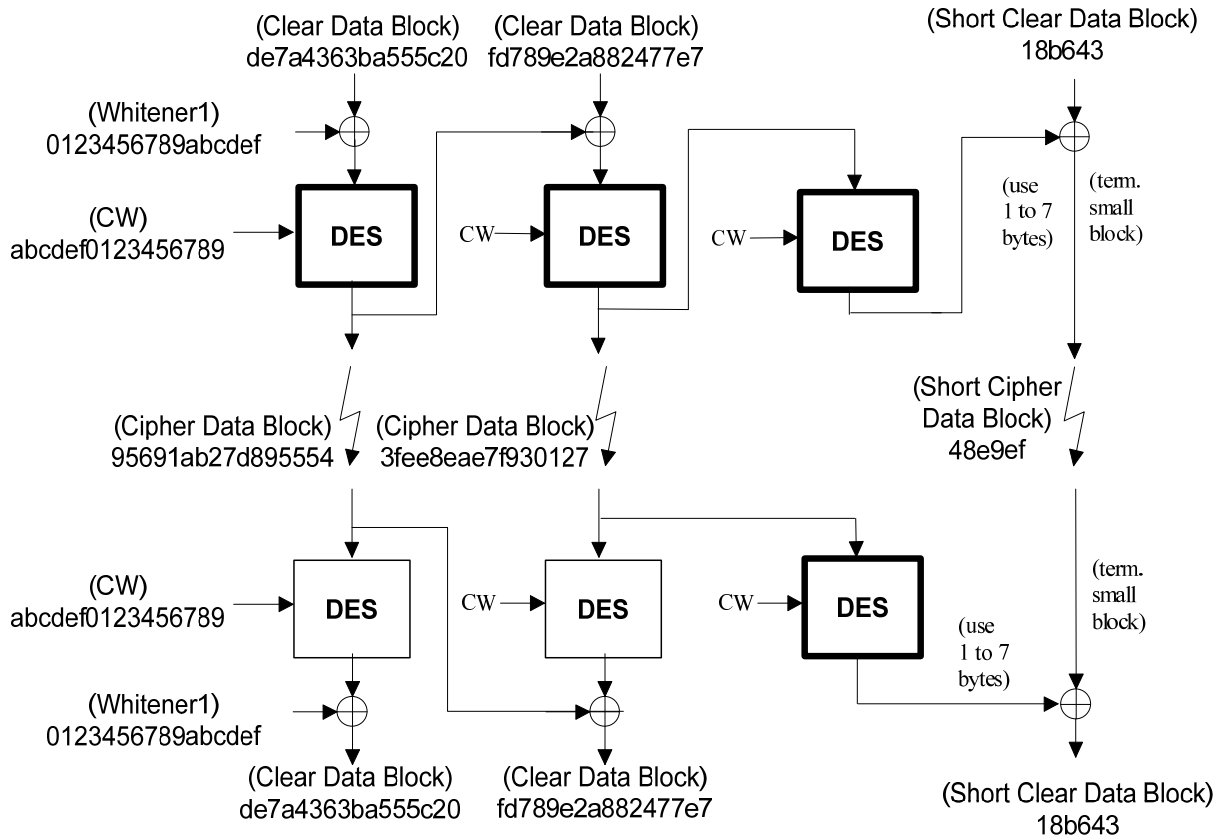 (Clear Data Block)
de7a4363ba555c20
(Clear Data Block)
fd789e2a882477e7
(Short Clear Data Block)
18b643
(Whitener1)
0123456789abcdef
(CW)
abcdef0123456789
DES
CW
DES
CW
DES
(use
1 to 7
bytes)
(term.
small
block)
(Cipher Data Block)
95691ab27d895554
(Cipher Data Block)
3fee8eae7f930127
(Short Cipher
Data Block)
48e9ef
(CW)
abcdef0123456789
DES
CW
DES
CW
DES
(use
1 to 7
bytes)
(term.
small
block)
(Whitener1)
0123456789abcdef
(Clear Data Block)
de7a4363ba555c20
(Clear Data Block)
fd789e2a882477e7
(Short Clear Data Block)
18b643